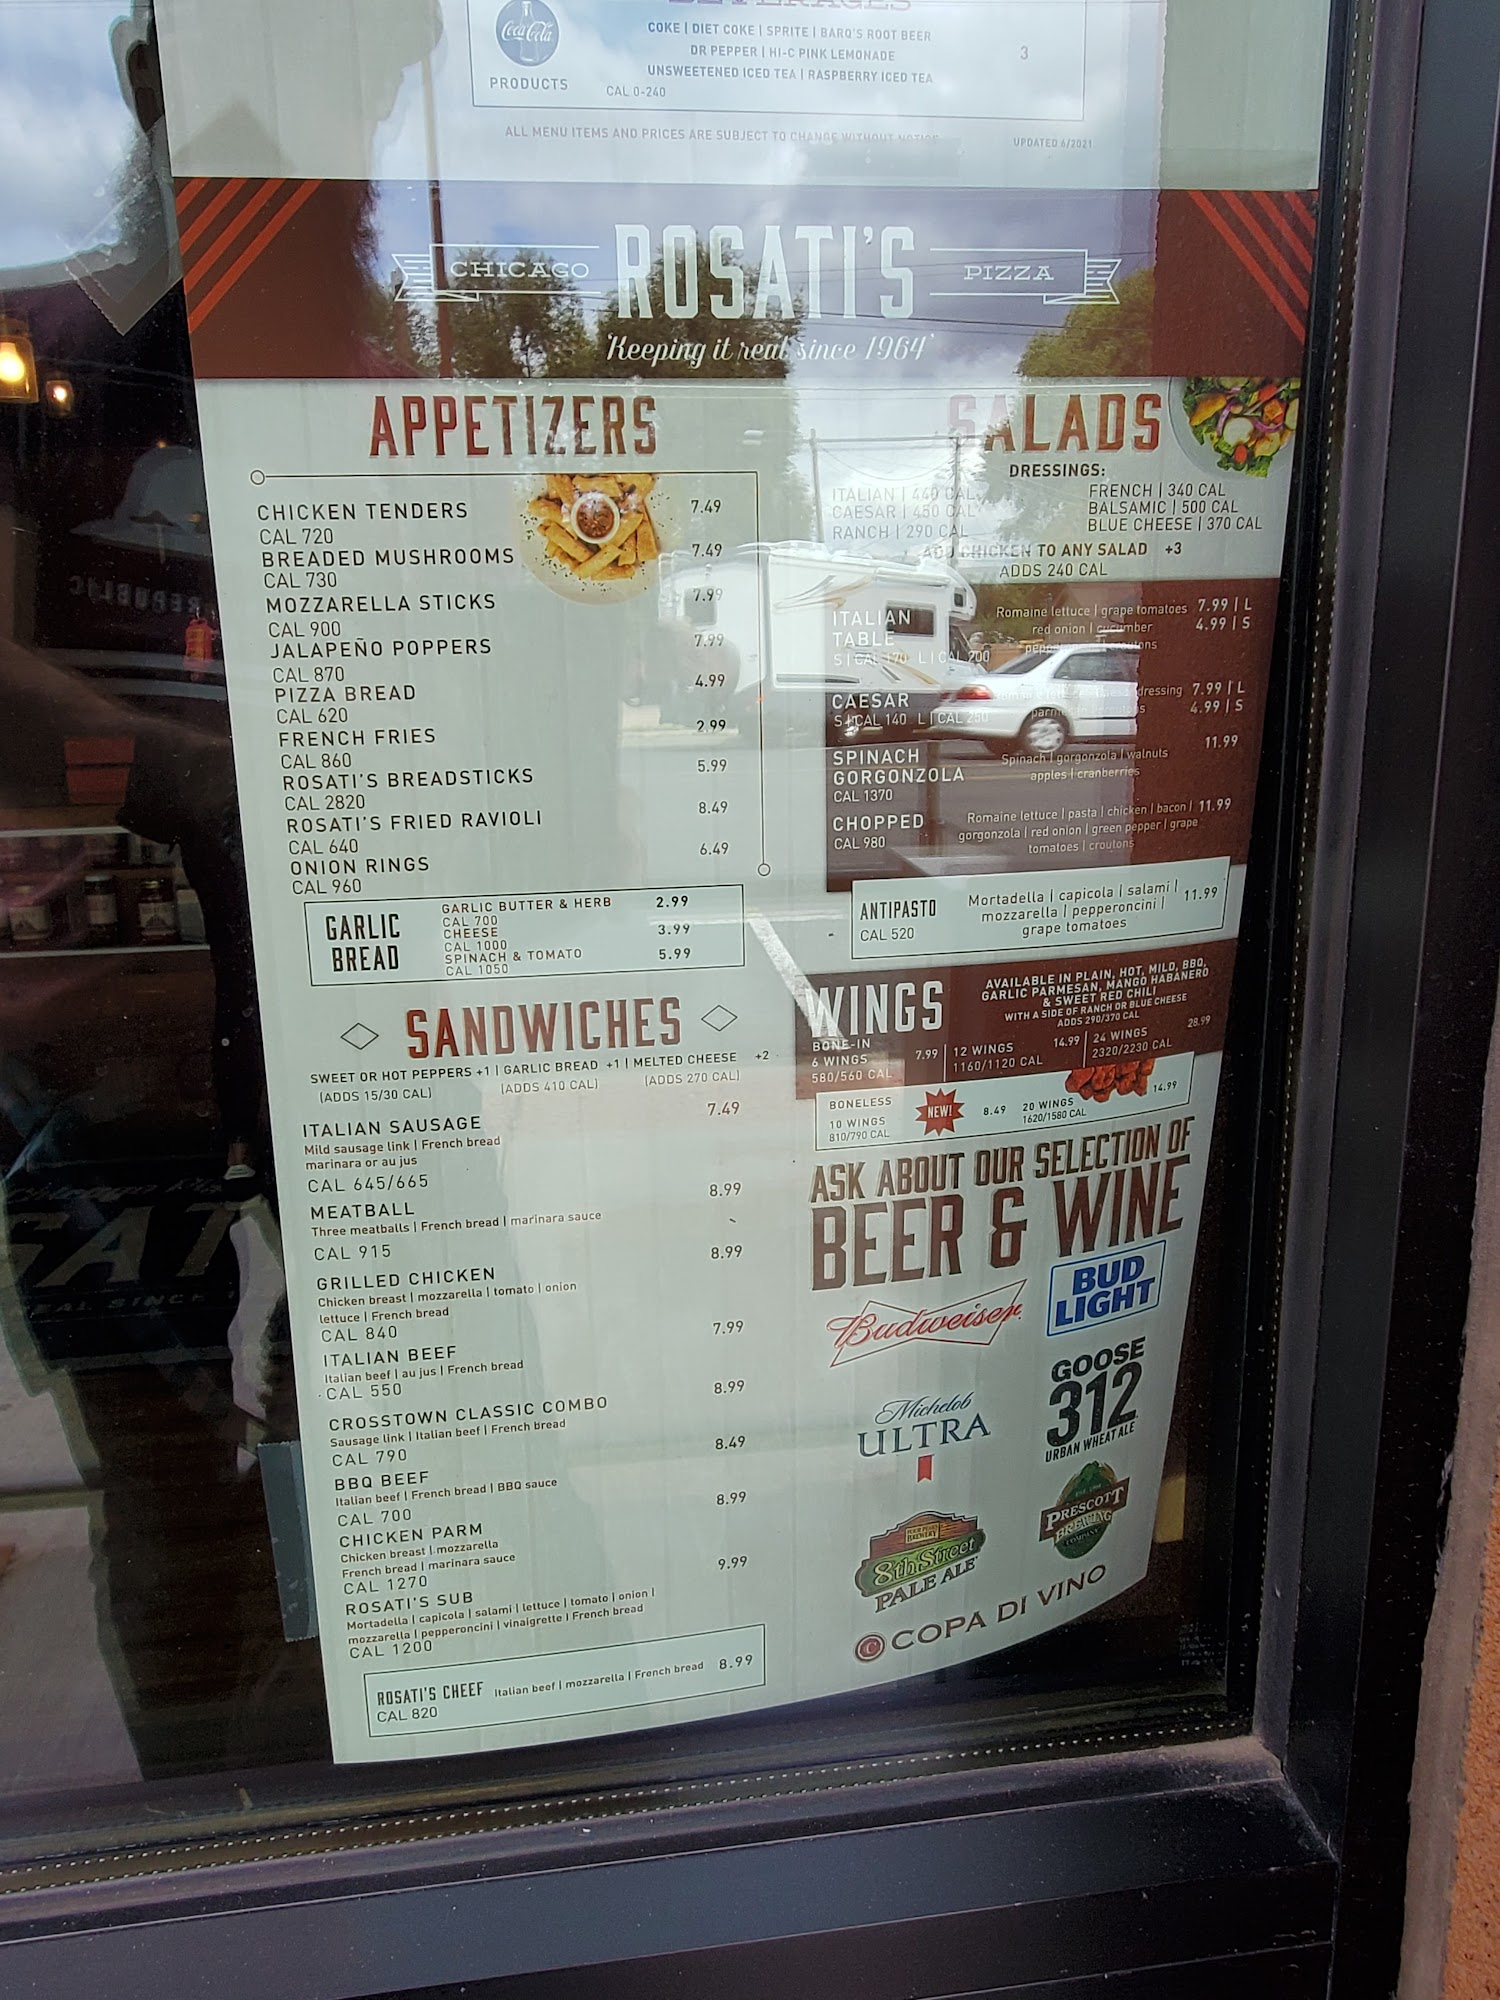 BEVERAGES
Coca-Cola
PRODUCTS
COKE | DIET COKE | SPRITE | BARQ'S ROOT BEER
DR PEPPER | HI-C PINK LEMONADE
UNSWEETENED ICED TEA | RASPBERRY ICED TEA
CAL 0-240
3
ALL MENU ITEMS AND PRICES ARE SUBJECT TO CHANGE WITHOUT NOTICE
UPDATED 6/2021
CHICAGO ROSATI'S PIZZA
'Keeping it real since 1964'
APPETIZERS
CHICKEN TENDERS 7.49
CAL 720
BREADED MUSHROOMS 7.49
CAL 730
MOZZARELLA STICKS 7.99
CAL 900
JALAPEÑO POPPERS 7.99
CAL 870
PIZZA BREAD 4.99
CAL 620
FRENCH FRIES 2.99
CAL 860
ROSATI'S BREADSTICKS 5.99
CAL 2820
ROSATI'S FRIED RAVIOLI 8.49
CAL 640
ONION RINGS 6.49
CAL 960
GARLIC
BREAD
GARLIC BUTTER & HERB 2.99
CAL 700
CHEESE 3.99
CAL 1000
SPINACH & TOMATO 5.99
CAL 1050
SANDWICHES
SWEET OR HOT PEPPERS +1 | GARLIC BREAD +1 | MELTED CHEESE +2
(ADDS 15/30 CAL) (ADDS 410 CAL) (ADDS 270 CAL)
ITALIAN SAUSAGE 7.49
Mild sausage link | French bread
marinara or au jus
CAL 645/665
MEATBALL 8.99
Three meatballs | French bread | marinara sauce
CAL 915
GRILLED CHICKEN 8.99
Chicken breast | mozzarella | tomato | onion
lettuce | French bread
CAL 840
ITALIAN BEEF 7.99
Italian beef | au jus | French bread
CAL 550
CROSSTOWN CLASSIC COMBO 8.99
Sausage link | Italian beef | French bread
CAL 790
BBQ BEEF 8.49
Italian beef | French bread | BBQ sauce
CAL 700
CHICKEN PARM 8.99
Chicken breast | mozzarella
French bread | marinara sauce
CAL 1270
ROSATI'S SUB 9.99
Mortadella | capicola | salami | lettuce | tomato | onion |
mozzarella | pepperoncini | vinaigrette | French bread
CAL 1200
ROSATI'S CHEEF Italian beef | mozzarella | French bread 8.99
CAL 820
SALADS
DRESSINGS:
ITALIAN | 440 CAL
CAESAR | 450 CAL
RANCH | 290 CAL
FRENCH | 340 CAL
BALSAMIC | 500 CAL
BLUE CHEESE | 370 CAL
ADD CHICKEN TO ANY SALAD +3
ADDS 240 CAL
ITALIAN
TABLE
S | CAL 170 L | CAL 200
Romaine lettuce | grape tomatoes 7.99 | L
red onion | cucumber 4.99 | S
croutons
CAESAR
S | CAL 140 L | CAL 250
dressing 7.99 | L
4.99 | S
SPINACH
GORGONZOLA
CAL 1370
Spinach | gorgonzola | walnuts
apples | cranberries
11.99
CHOPPED
CAL 980
Romaine lettuce | pasta | chicken | bacon | 11.99
gorgonzola | red onion | green pepper | grape
tomatoes | croutons
ANTIPASTO
CAL 520
Mortadella | capicola | salami | 11.99
mozzarella | pepperoncini |
grape tomatoes
WINGS
AVAILABLE IN PLAIN, HOT, MILD, BBQ,
GARLIC PARMESAN, MANGO HABANERO
& SWEET RED CHILI
WITH A SIDE OF RANCH OR BLUE CHEESE
ADDS 290/370 CAL
BONE-IN
6 WINGS 7.99
580/560 CAL
12 WINGS 14.99
1160/1120 CAL
24 WINGS 28.99
2320/2230 CAL
BONELESS
10 WINGS
810/790 CAL
NEW!
8.49
20 WINGS 14.99
1620/1580 CAL
ASK ABOUT OUR SELECTION OF
BEER & WINE
Budweiser
BUD
LIGHT
Michelob
ULTRA
GOOSE
312
URBAN WHEAT ALE
8th Street
PALE ALE
PRESCOTT
BREWING
COMPANY
COPA DI VINO